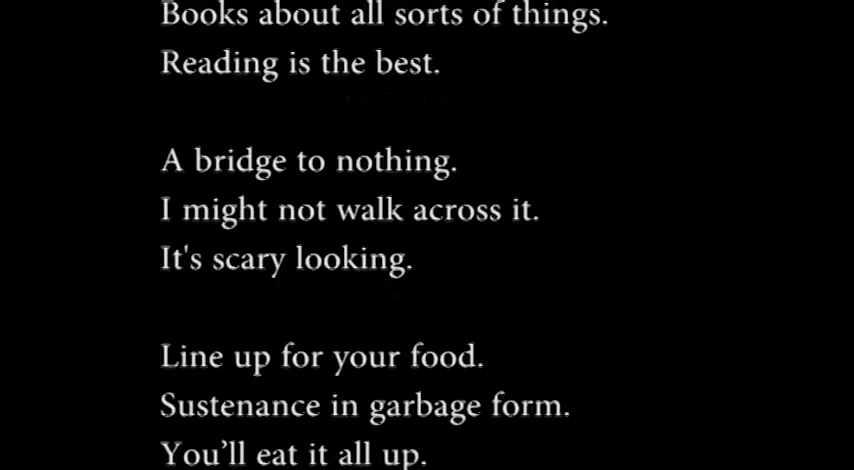 Books about all sorts of things.
Reading is the best.
A bridge to nothing.
I might not walk across it.
It's scary looking.
Line up for your food.
Sustenance in garbage form.
You’ll eat it all up.